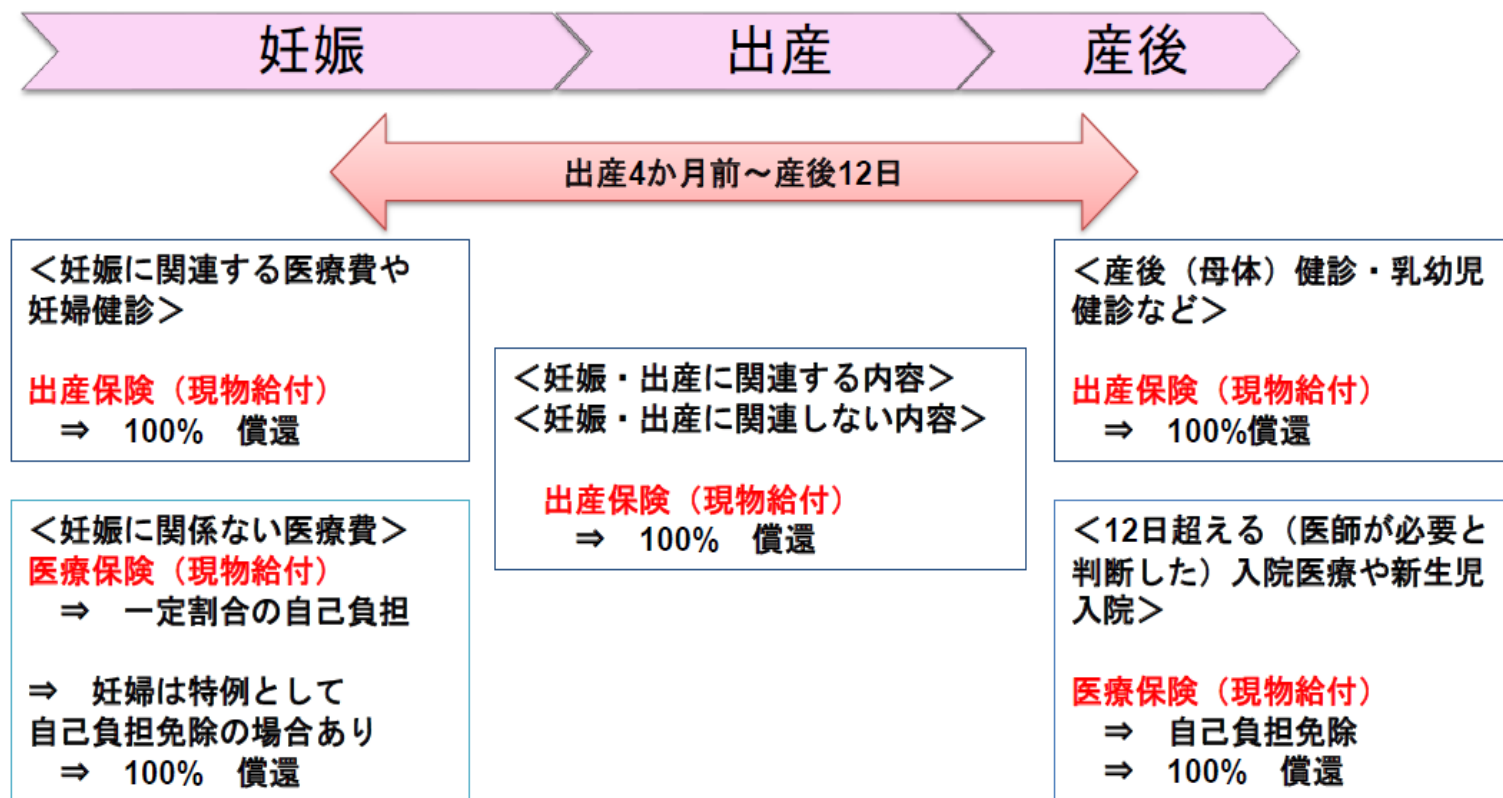 妊娠
出産
産後
出産4か月前～産後12日
＜妊娠に関連する医療費や
妊婦健診＞
出産保険（現物給付）
⇒　100%　償還
＜妊娠に関係ない医療費＞
医療保険（現物給付）
⇒　一定割合の自己負担
⇒　妊婦は特例として
自己負担免除の場合あり
⇒　100%　償還
＜妊娠・出産に関連する内容＞
＜妊娠・出産に関連しない内容＞
出産保険（現物給付）
⇒　100%　償還
＜産後（母体）健診・乳幼児
健診など＞
出産保険（現物給付）
⇒　100%償還
＜12日超える（医師が必要と
判断した）入院医療や新生児
入院＞
医療保険（現物給付）
⇒　自己負担免除
⇒　100%　償還